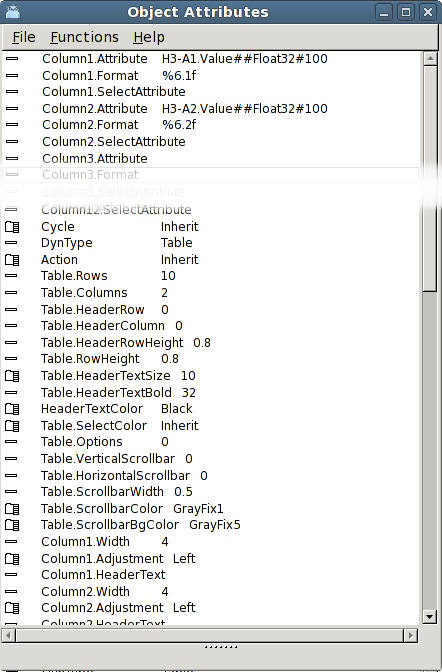 Object Attributes
File Functions Help
Column1.Attribute H3-A1.Value##Float32#100
Column1.Format %6.1f
Column1.SelectAttribute
Column2.Attribute H3-A2.Value##Float32#100
Column2.Format %6.2f
Column2.SelectAttribute
Column3.Attribute
Column3.Format
Column3.SelectAttribute
Column12.SelectAttribute
Cycle Inherit
DynType Table
Action Inherit
Table.Rows 10
Table.Columns 2
Table.HeaderRow 0
Table.HeaderColumn 0
Table.HeaderRowHeight 0.8
Table.RowHeight 0.8
Table.HeaderTextSize 10
Table.HeaderTextBold 32
HeaderTextColor Black
Table.SelectColor Inherit
Table.Options 0
Table.VerticalScrollbar 0
Table.HorizontalScrollbar 0
Table.ScrollbarWidth 0.5
Table.ScrollbarColor GrayFix1
Table.ScrollbarBgColor GrayFix5
Column1.Width 4
Column1.Adjustment Left
Column1.HeaderText
Column2.Width 4
Column2.Adjustment Left
Column2.HeaderText